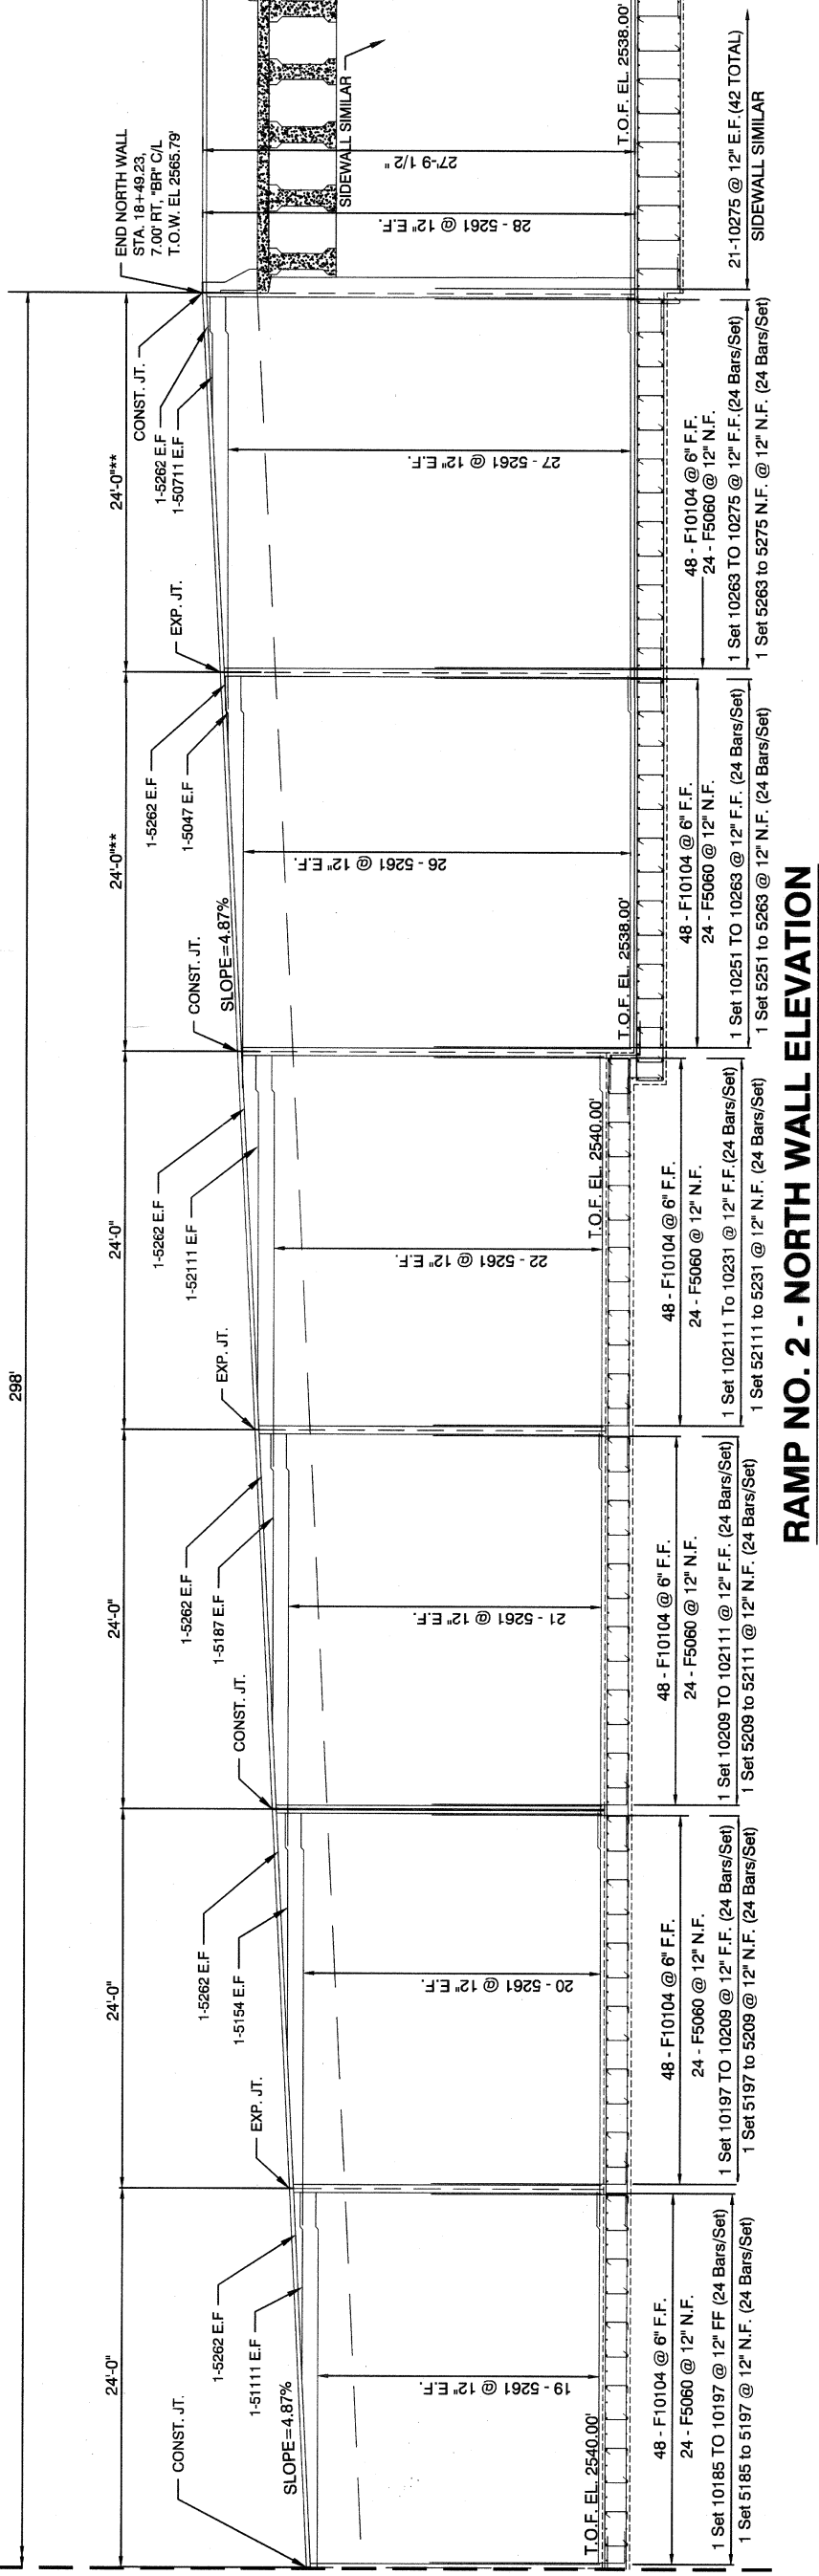 298'
24'-0"
24'-0"
24'-0"
24'-0"
24'-0"**
24'-0"**
END NORTH WALL
STA. 18+49.23,
7.00' RT, "BR" C/L
T.O.W. EL 2565.79'
CONST. JT.
1-5262 E.F
1-51111 E.F
SLOPE=4.87%
EXP. JT.
1-5262 E.F
1-5154 E.F
CONST. JT.
1-5262 E.F
1-5187 E.F
EXP. JT.
1-5262 E.F
1-52111 E.F
CONST. JT.
SLOPE=4.87%
1-5262 E.F
1-5047 E.F
EXP. JT.
1-5262 E.F
1-50711 E.F
CONST. JT.
SIDEWALL SIMILAR
19 - 5261 @ 12" E.F.
20 - 5261 @ 12" E.F.
21 - 5261 @ 12" E.F.
22 - 5261 @ 12" E.F.
26 - 5261 @ 12" E.F.
27 - 5261 @ 12" E.F.
28 - 5261 @ 12" E.F.
27'-9 1/2"
T.O.F. EL. 2540.00'
T.O.F. EL. 2540.00'
T.O.F. EL. 2538.00'
T.O.F. EL. 2538.00'
48 - F10104 @ 6" F.F.
24 - F5060 @ 12" N.F.
1 Set 10185 TO 10197 @ 12" FF (24 Bars/Set)
1 Set 5185 to 5197 @ 12" N.F. (24 Bars/Set)
48 - F10104 @ 6" F.F.
24 - F5060 @ 12" N.F.
1 Set 10197 TO 10209 @ 12" F.F. (24 Bars/Set)
1 Set 5197 to 5209 @ 12" N.F. (24 Bars/Set)
48 - F10104 @ 6" F.F.
24 - F5060 @ 12" N.F.
1 Set 10209 TO 102111 @ 12" F.F. (24 Bars/Set)
1 Set 5209 to 52111 @ 12" N.F. (24 Bars/Set)
48 - F10104 @ 6" F.F.
24 - F5060 @ 12" N.F.
1 Set 102111 To 10231 @ 12" F.F.(24 Bars/Set)
1 Set 52111 to 5231 @ 12" N.F. (24 Bars/Set)
48 - F10104 @ 6" F.F.
24 - F5060 @ 12" N.F.
1 Set 10251 TO 10263 @ 12" F.F. (24 Bars/Set)
1 Set 5251 to 5263 @ 12" N.F. (24 Bars/Set)
48 - F10104 @ 6" F.F.
24 - F5060 @ 12" N.F.
1 Set 10263 TO 10275 @ 12" F.F.(24 Bars/Set)
1 Set 5263 to 5275 N.F. @ 12" N.F. (24 Bars/Set)
21-10275 @ 12" E.F.(42 TOTAL)
SIDEWALL SIMILAR
RAMP NO. 2 - NORTH WALL ELEVATION